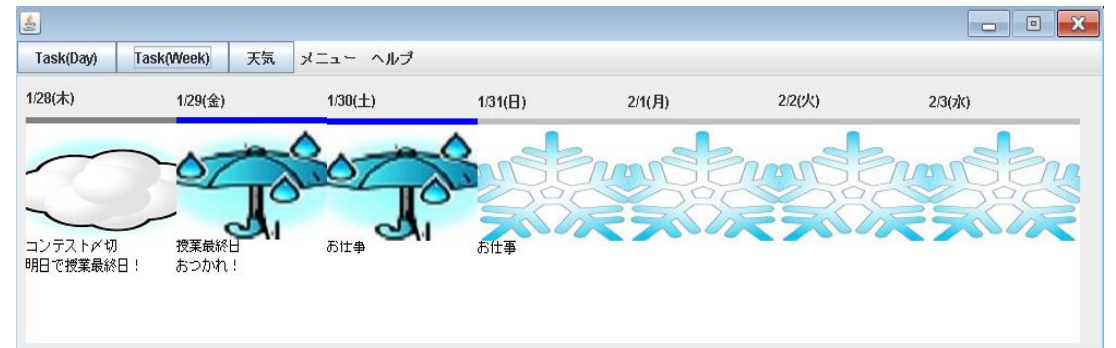 Task(Day) Task(Week) 天気 メニュー ヘルプ
1/28(木) 1/29(金) 1/30(土) 1/31(日) 2/1(月) 2/2(火) 2/3(水)
コンテスト〆切 授業最終日 お仕事 お仕事
明日で授業最終日! おつかれ!